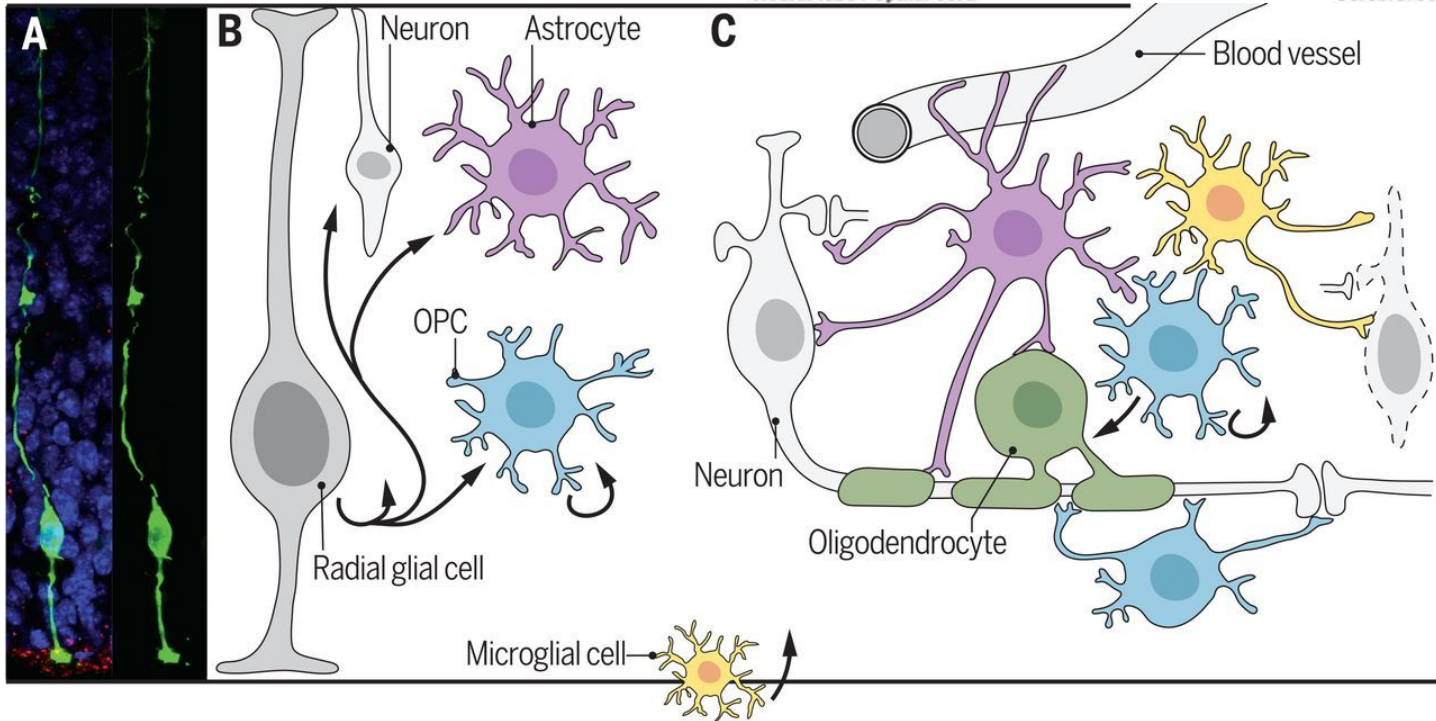 A
B
Neuron
Astrocyte
C
Blood vessel
OPC
Neuron
Radial glial cell
Oligodendrocyte
Microglial cell